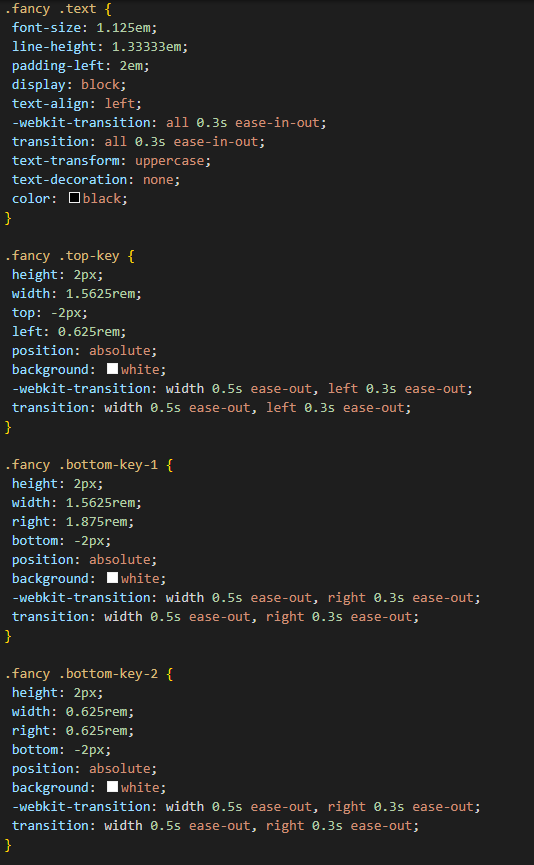 .fancy .text {
 font-size: 1.125em;
 line-height: 1.33333em;
 padding-left: 2em;
 display: block;
 text-align: left;
 -webkit-transition: all 0.3s ease-in-out;
 transition: all 0.3s ease-in-out;
 text-transform: uppercase;
 text-decoration: none;
 color: black;
}

.fancy .top-key {
 height: 2px;
 width: 1.5625rem;
 top: -2px;
 left: 0.625rem;
 position: absolute;
 background: white;
 -webkit-transition: width 0.5s ease-out, left 0.3s ease-out;
 transition: width 0.5s ease-out, left 0.3s ease-out;
}

.fancy .bottom-key-1 {
 height: 2px;
 width: 1.5625rem;
 right: 1.875rem;
 bottom: -2px;
 position: absolute;
 background: white;
 -webkit-transition: width 0.5s ease-out, right 0.3s ease-out;
 transition: width 0.5s ease-out, right 0.3s ease-out;
}

.fancy .bottom-key-2 {
 height: 2px;
 width: 0.625rem;
 right: 0.625rem;
 bottom: -2px;
 position: absolute;
 background: white;
 -webkit-transition: width 0.5s ease-out, right 0.3s ease-out;
 transition: width 0.5s ease-out, right 0.3s ease-out;
}